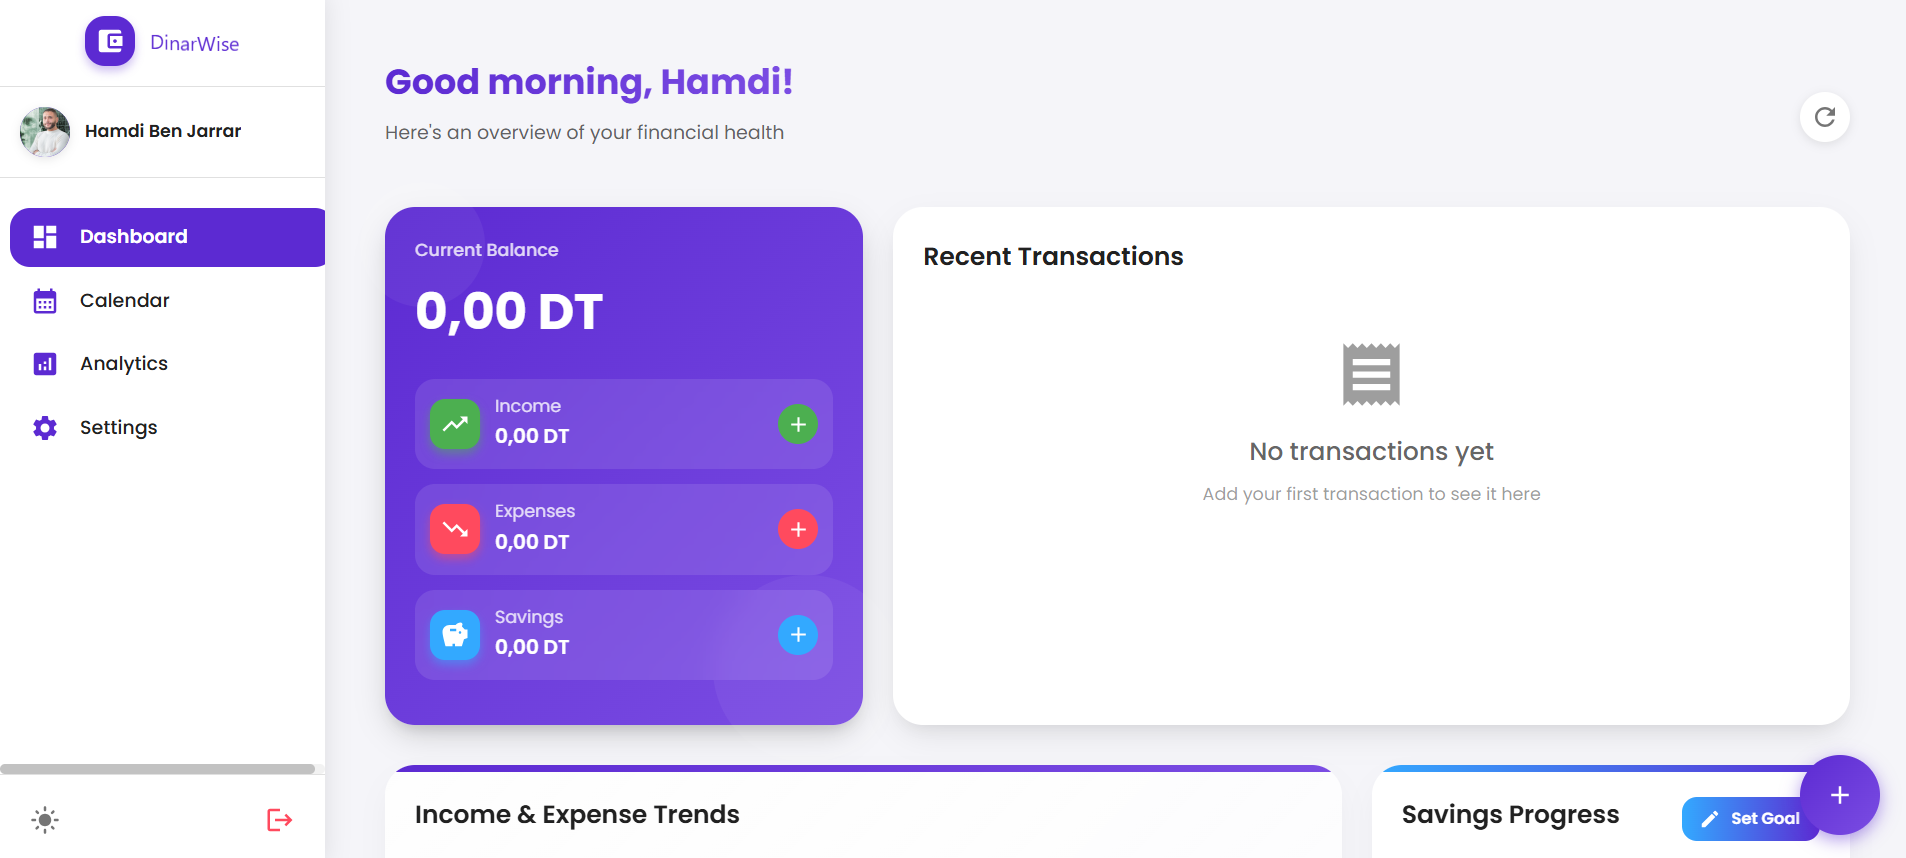 DinarWise
Hamdi Ben Jarrar
Dashboard
Calendar
Analytics
Settings
Good morning, Hamdi!
Here's an overview of your financial health
Current Balance
0,00 DT
Income
0,00 DT
Expenses
0,00 DT
Savings
0,00 DT
Recent Transactions
No transactions yet
Add your first transaction to see it here
Income & Expense Trends
Savings Progress
Set Goal